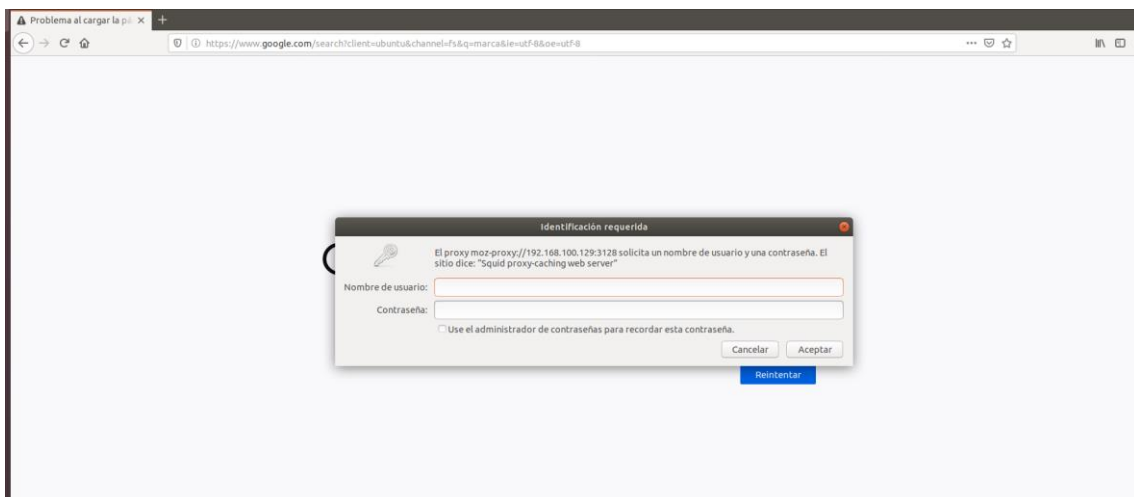 Problema al cargar la pá
https://www.google.com/search?client=ubuntu&channel=fs&q=marca&ie=utf-8&oe=utf-8
Identificación requerida
El proxy moz-proxy://192.168.100.129:3128 solicita un nombre de usuario y una contraseña. El
sitio dice: "Squid proxy-caching web server"
Nombre de usuario:
Contraseña:
Use el administrador de contraseñas para recordar esta contraseña.
Cancelar Aceptar
Reintentar